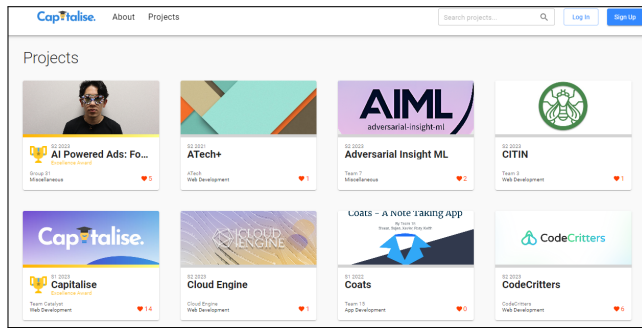 Capitalise. About Projects Search projects... Log In Sign Up
Projects
S2 2023
AI Powered Ads: Fo...
Excellence Award
Group 31
Miscellaneous 5
S2 2021
ATech+
ATech
Web Development 1
AIML
adversarial-insight-ml
S2 2023
Adversarial Insight ML
Team 7
Miscellaneous 2
S2 2023
CITIN
Team 0
Web Development 1
Capitalise.
S1 2023
Capitalise
Excellence Award
Team Catalyst
Web Development 14
CLOUD
ENGINE
S2 2023
Cloud Engine
Cloud Engine
Web Development 1
Coats - A Note Taking App
S1 2022
Coats
Team 15
App Development 0
CodeCritters
S2 2023
CodeCritters
CodeCritters
Web Development 6